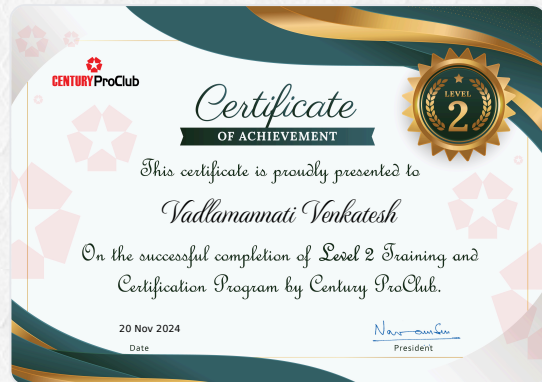 CENTURY ProClub
LEVEL
2
Certificate
OF ACHIEVEMENT
This certificate is proudly presented to
Vadlamannati Venkatesh
On the successful completion of Level 2 Training and
Certification Program by Century ProClub.
20 Nov 2024
Date
President